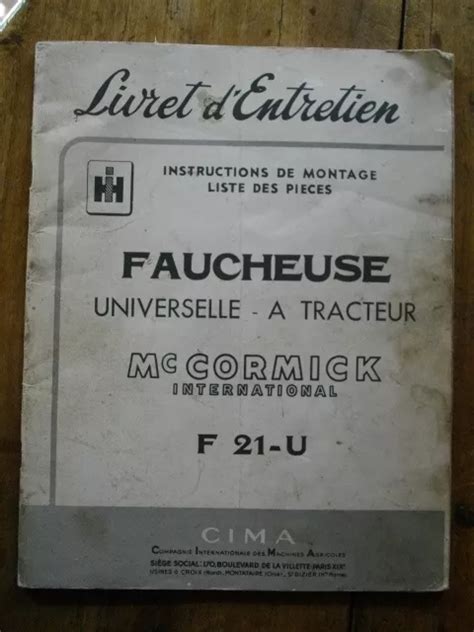 Livret d'Entretien
IH
INSTRUCTIONS DE MONTAGE
LISTE DES PIECES
FAUCHEUSE
UNIVERSELLE - A TRACTEUR
McCORMICK
INTERNATIONAL
F 21-U
CIMA
COMPAGNIE INTERNATIONALE DES MACHINES AGRICOLES
SIÈGE SOCIAL: 170, BOULEVARD DE LA VILLETTE-PARIS-XIXe
USINES à CROIX (Nord), MONTATAIRE (Oise), St DIZIER (Hte Marne)